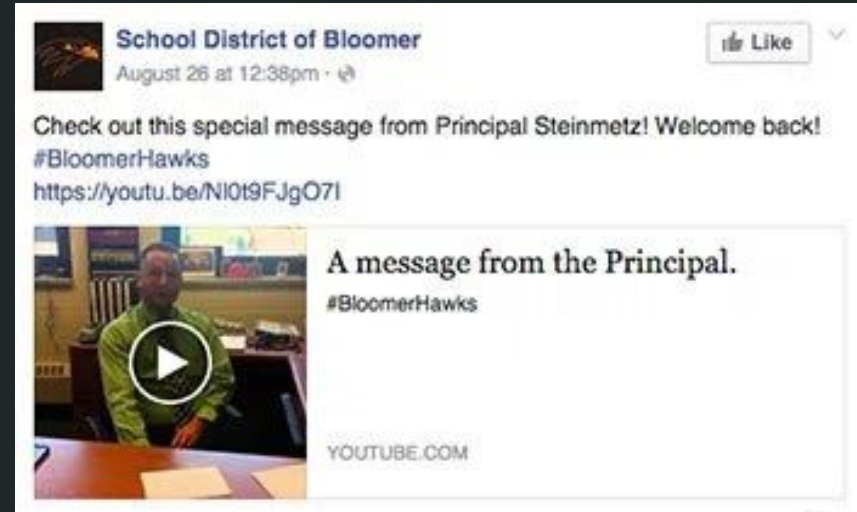 School District of Bloomer
Like
August 26 at 12:38pm ·
Check out this special message from Principal Steinmetz! Welcome back!
#BloomerHawks
https://youtu.be/Nl0t9FJgO7I
A message from the Principal.
#BloomerHawks
YOUTUBE.COM